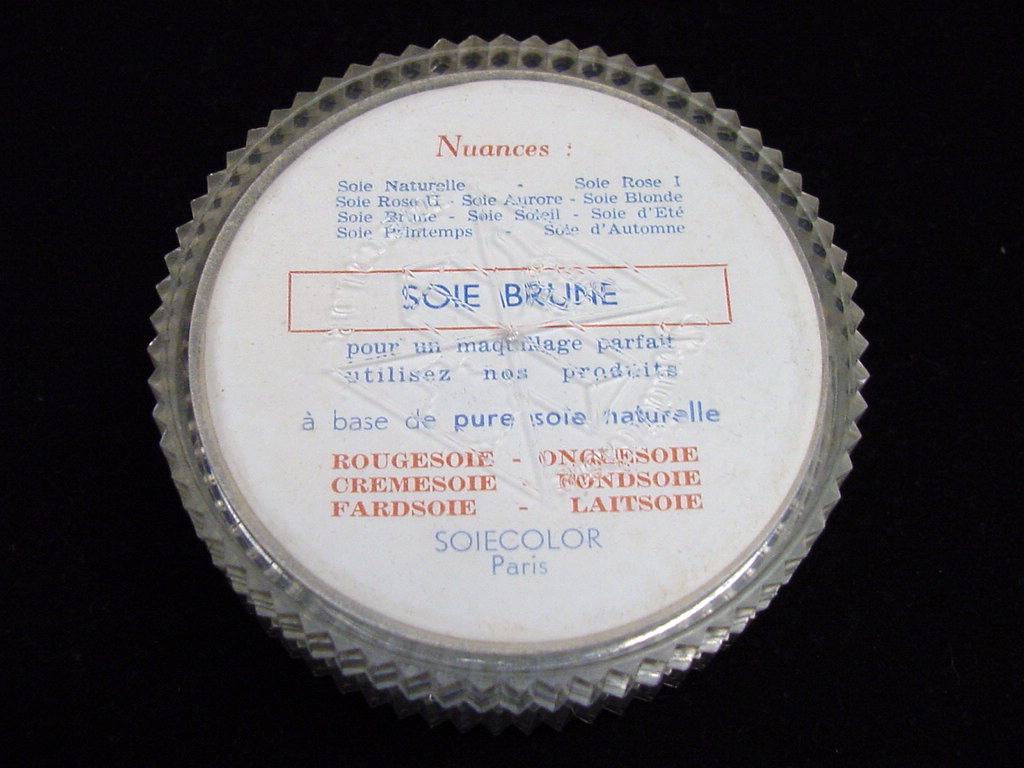 Nuances :
Soie Naturelle - Soie Rose I
Soie Rose II - Soie Aurore - Soie Blonde
Soie Brune - Soie Soleil - Soie d'Eté
Soie Printemps - Soie d'Automne
SOIE BRUNE
pour un maquillage parfait
utilisez nos produits
à base de pure soie naturelle
ROUGESOIE - ONGLESOIE
CREMESOIE - FONDSOIE
FARDSOIE - LAITSOIE
SOIECOLOR
Paris